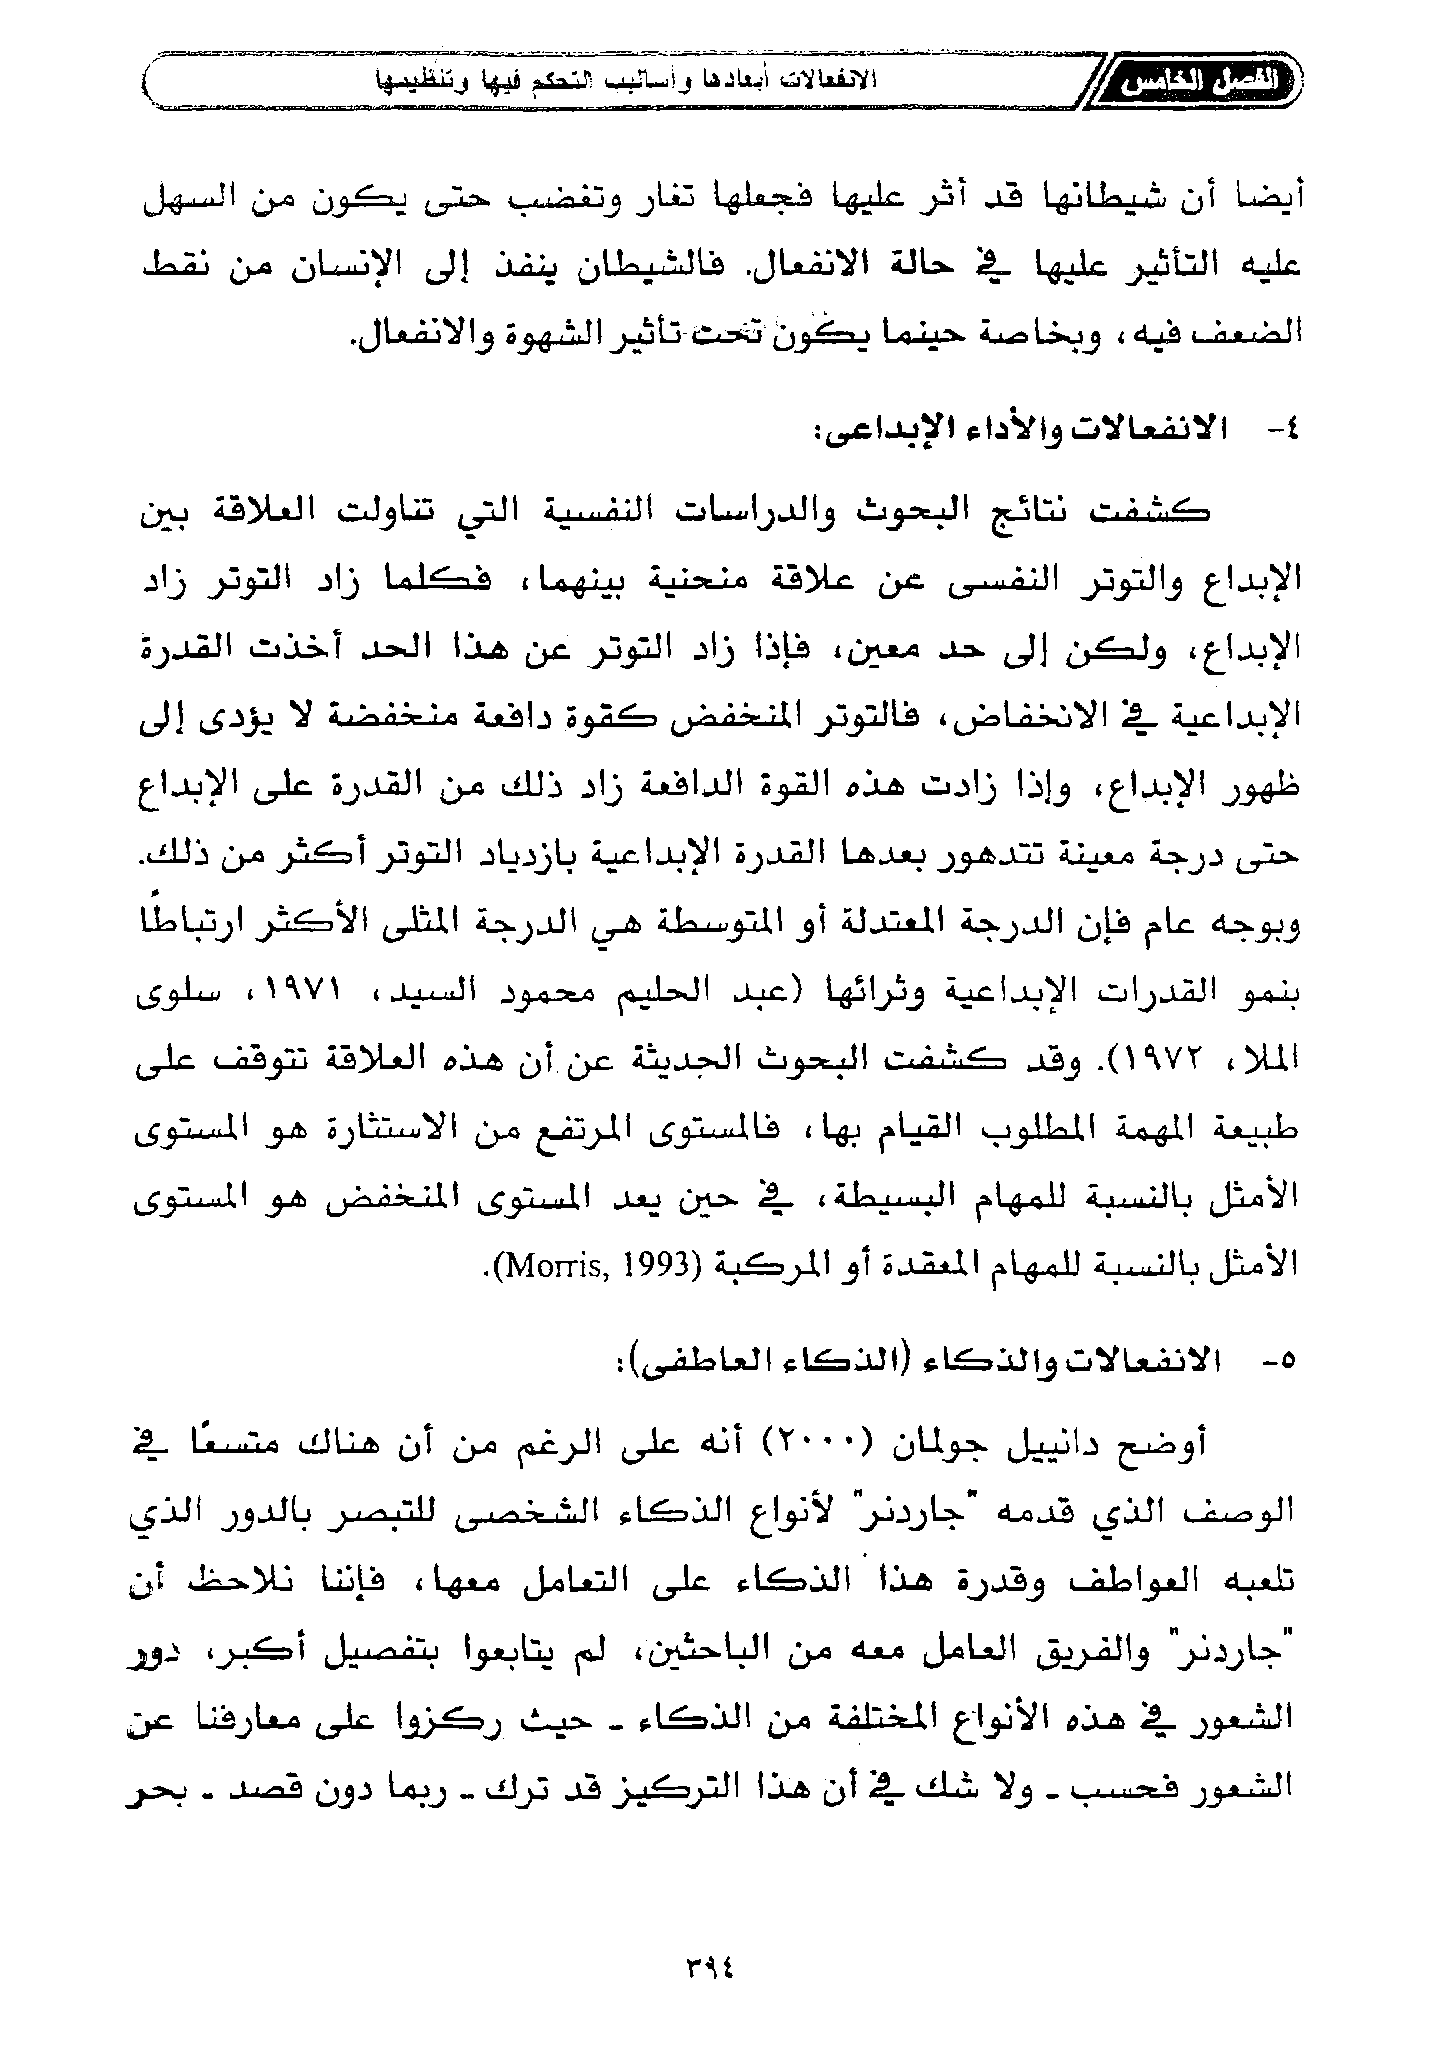 الفصل الخامس
الانفعالات أبعادها وأساليب التحكم فيها وتنظيمها
أيضا أن شيطانها قد أثر عليها فجعلها تغار وتغضب حتى يكون من السهل
عليه التأثير عليها في حالة الانفعال. فالشيطان ينفذ إلى الإنسان من نقط
الضعف فيه، وبخاصة حينما يكون تحت تأثير الشهوة والانفعال.
٤- الانفعالات والأداء الإبداعى:
كشفت نتائج البحوث والدراسات النفسية التي تناولت العلاقة بين
الإبداع والتوتر النفسى عن علاقة منحنية بينهما، فكلما زاد التوتر زاد
الإبداع، ولكن إلى حد معين، فإذا زاد التوتر عن هذا الحد أخذت القدرة
الإبداعية في الانخفاض، فالتوتر المنخفض كقوة دافعة منخفضة لا يؤدى إلى
ظهور الإبداع، وإذا زادت هذه القوة الدافعة زاد ذلك من القدرة على الإبداع
حتى درجة معينة تتدهور بعدها القدرة الإبداعية بازدياد التوتر أكثر من ذلك.
وبوجه عام فإن الدرجة المعتدلة أو المتوسطة هي الدرجة المثلى الأكثر ارتباطًا
بنمو القدرات الإبداعية وثرائها (عبد الحليم محمود السيد، ١٩٧١، سلوى
الملا، ١٩٧٢). وقد كشفت البحوث الحديثة عن أن هذه العلاقة تتوقف على
طبيعة المهمة المطلوب القيام بها، فالمستوى المرتفع من الاستثارة هو المستوى
الأمثل بالنسبة للمهام البسيطة، في حين يعد المستوى المنخفض هو المستوى
الأمثل بالنسبة للمهام المعقدة أو المركبة (Morris, 1993).
٥- الانفعالات والذكاء (الذكاء العاطفى):
أوضح دانييل جولمان (٢٠٠٠) أنه على الرغم من أن هناك متسعًا في
الوصف الذي قدمه "جاردنر" لأنواع الذكاء الشخصى للتبصر بالدور الذي
تلعبه العواطف وقدرة هذا الذكاء على التعامل معها، فإننا نلاحظ أن
"جاردنر" والفريق العامل معه من الباحثين، لم يتابعوا بتفصيل أكبر، دور
الشعور في هذه الأنواع المختلفة من الذكاء - حيث ركزوا على معارفنا عن
الشعور فحسب - ولا شك في أن هذا التركيز قد ترك - ربما دون قصد - بحر
٣٩٤